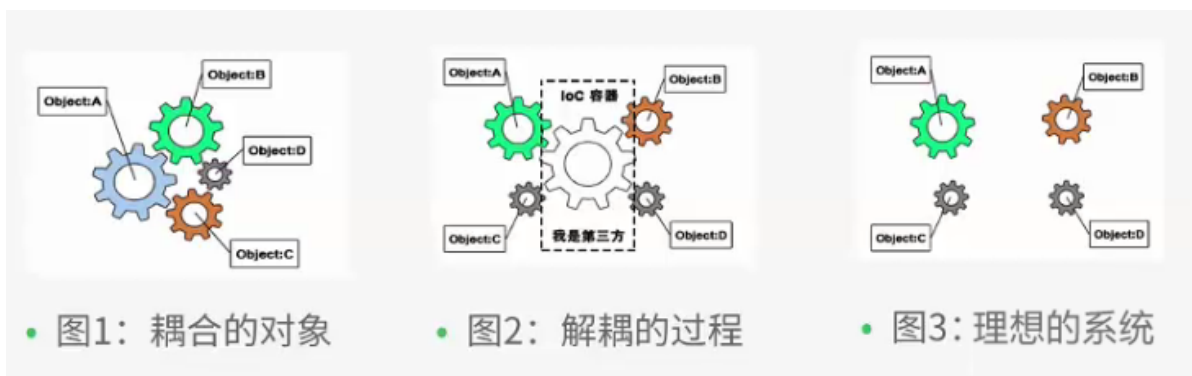 Object:B
Object:A
Object:D
Object:C
图1：耦合的对象
Object:A
IoC 容器
Object:B
Object:C
我是第三方
Object:D
图2：解耦的过程
Object:A
Object:B
Object:C
Object:D
图3：理想的系统